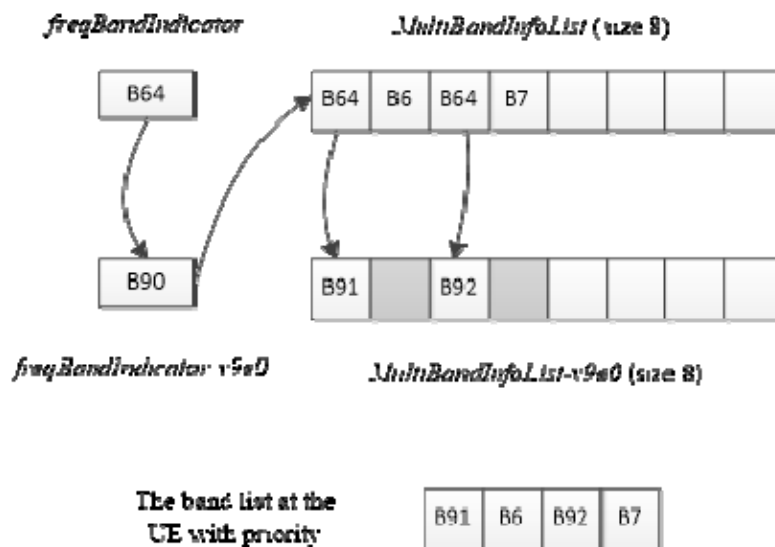 freqBandIndicator
MultiBandInfoList (size 8)
B64
B64 B6 B64 B7
B90
B91 B92
freqBandIndicator-v9e0
MultiBandInfoList-v9e0 (size 8)
The band list at the
UE with priority
B91 B6 B92 B7